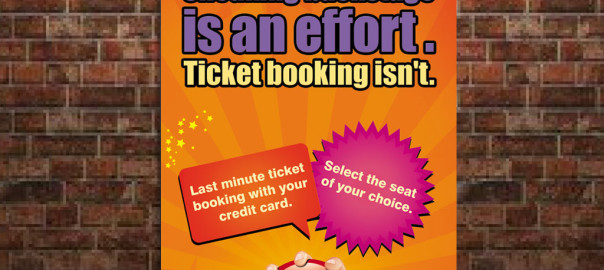 is an effort.
Ticket booking isn't.
Last minute ticket
booking with your
credit card.
Select the seat
of your choice.